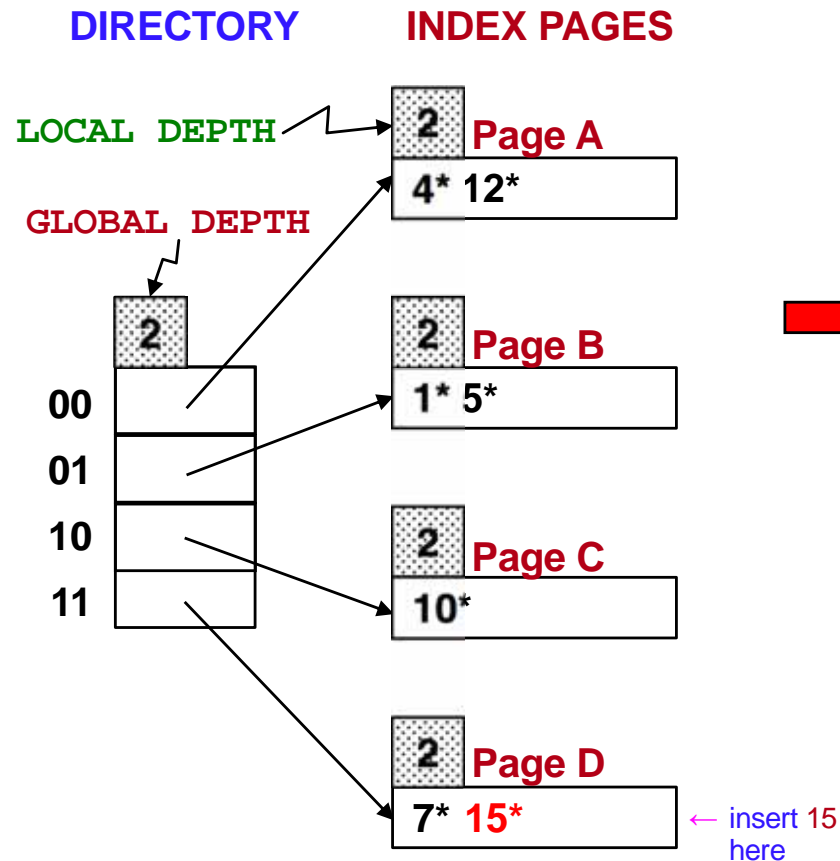 DIRECTORY
INDEX PAGES
LOCAL DEPTH
2 Page A
4* 12*
GLOBAL DEPTH
2
2 Page B
1* 5*
00
01
10
11
2 Page C
10*
2 Page D
7* 15*
← insert 15
here